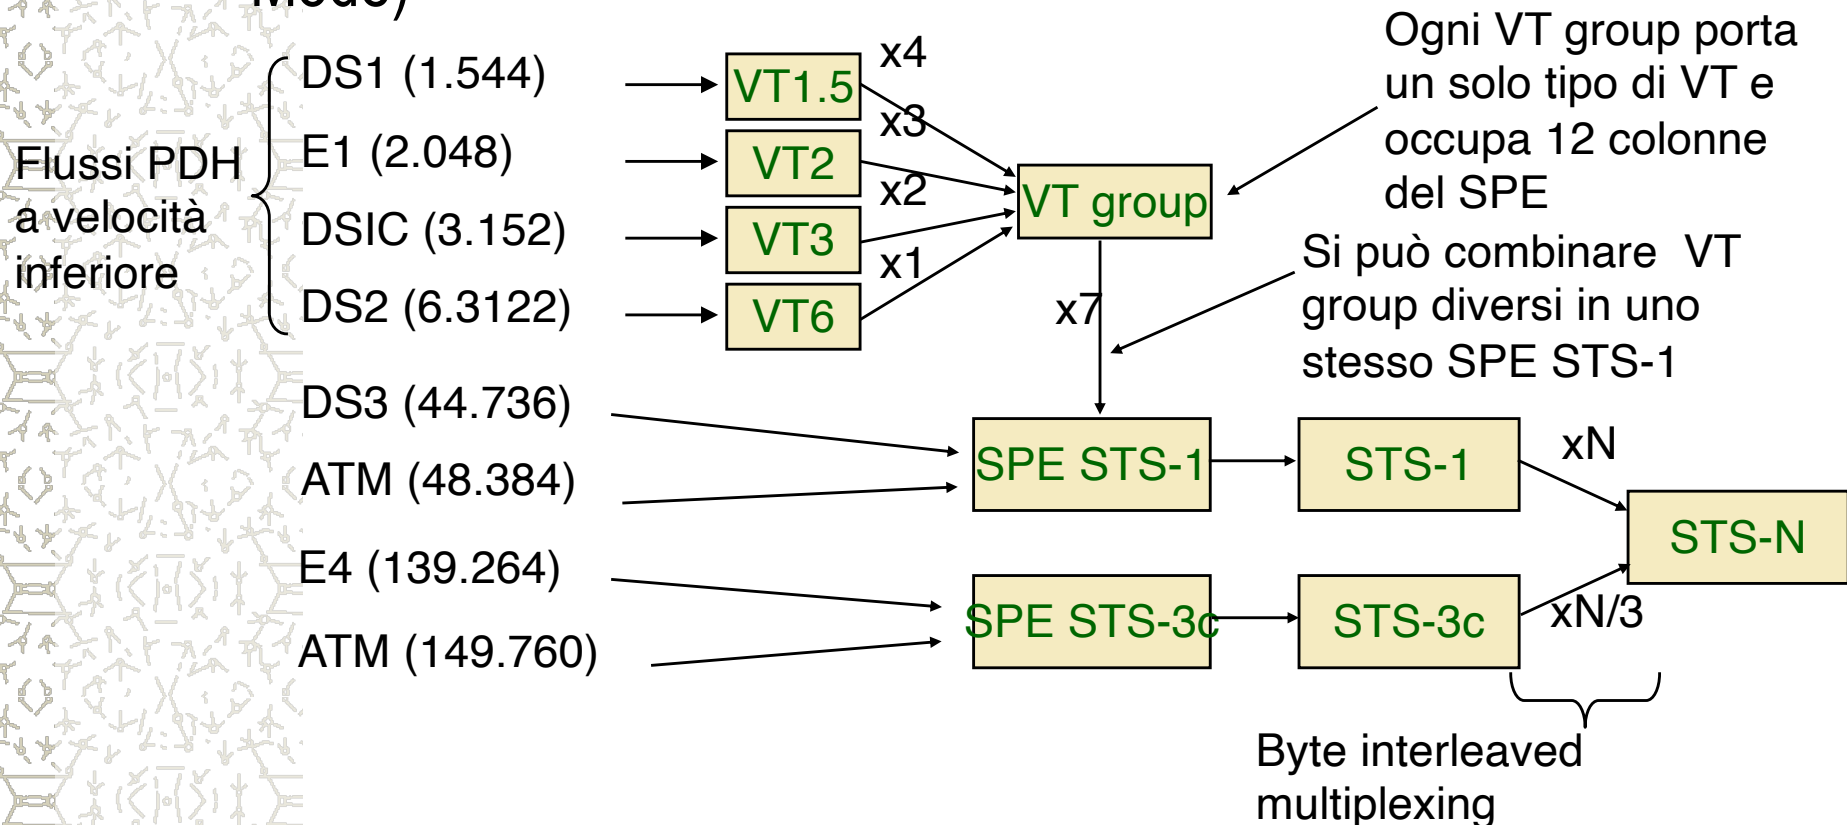 Mode)
DS1 (1.544)
E1 (2.048)
DSIC (3.152)
DS2 (6.3122)
Flussi PDH
a velocità
inferiore
VT1.5
VT2
VT3
VT6
x4
x3
x2
x1
VT group
Ogni VT group porta
un solo tipo di VT e
occupa 12 colonne
del SPE
Si può combinare VT
group diversi in uno
stesso SPE STS-1
x7
DS3 (44.736)
ATM (48.384)
SPE STS-1
STS-1
xN
STS-N
E4 (139.264)
ATM (149.760)
SPE STS-3c
STS-3c
xN/3
Byte interleaved
multiplexing